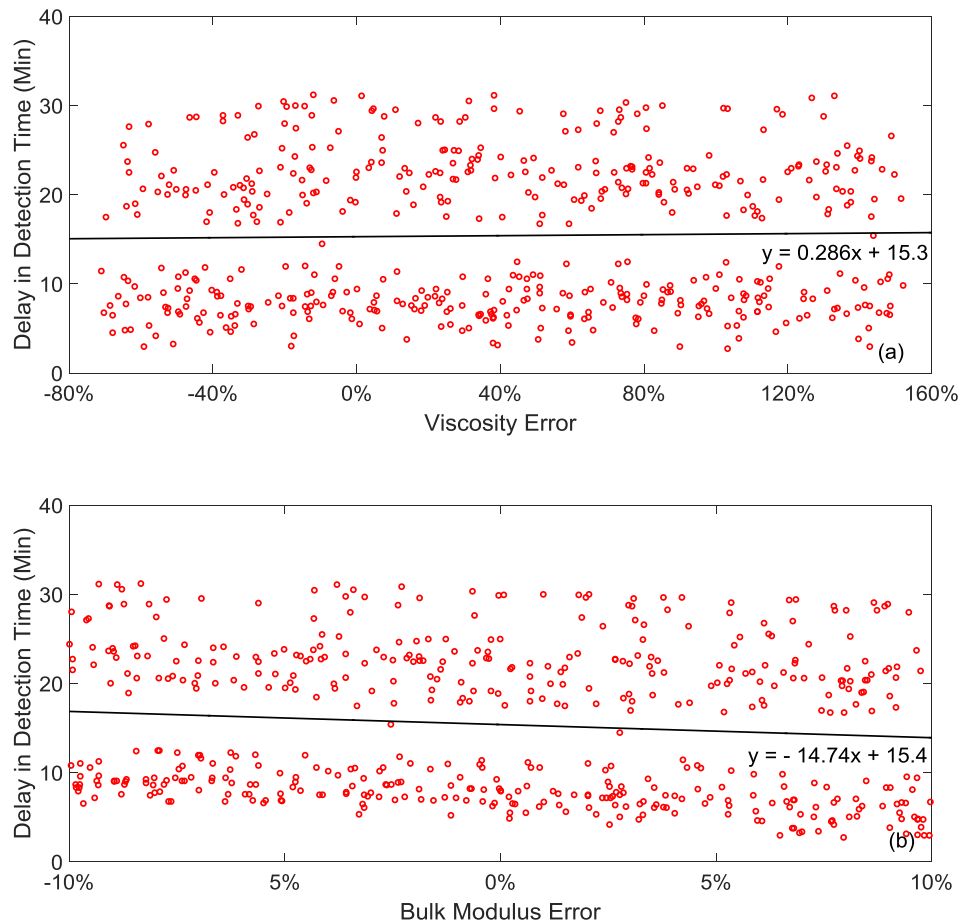 40
30
20
10
0
Delay in Detection Time (Min)
y = 0.286x + 15.3
(a)
-80% -40% 0% 40% 80% 120% 160%
Viscosity Error
40
30
20
10
0
Delay in Detection Time (Min)
y = - 14.74x + 15.4
(b)
-10% 5% 0% 5% 10%
Bulk Modulus Error